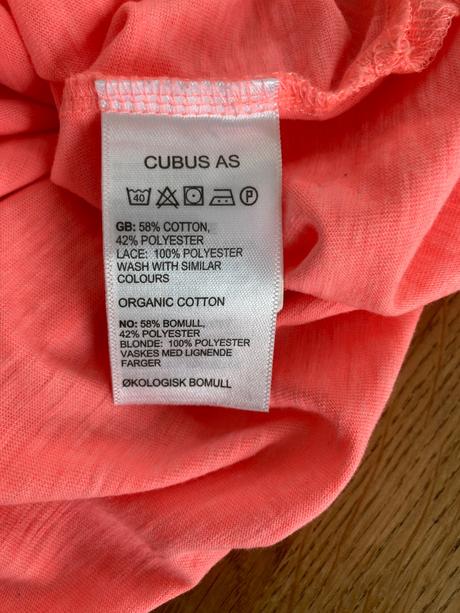 CUBUS AS
40 P
GB: 58% COTTON,
42% POLYESTER
LACE: 100% POLYESTER
WASH WITH SIMILAR
COLOURS
ORGANIC COTTON
NO: 58% BOMULL,
42% POLYESTER
BLONDE: 100% POLYESTER
VASKES MED LIGNENDE
FARGER
ØKOLOGISK BOMULL